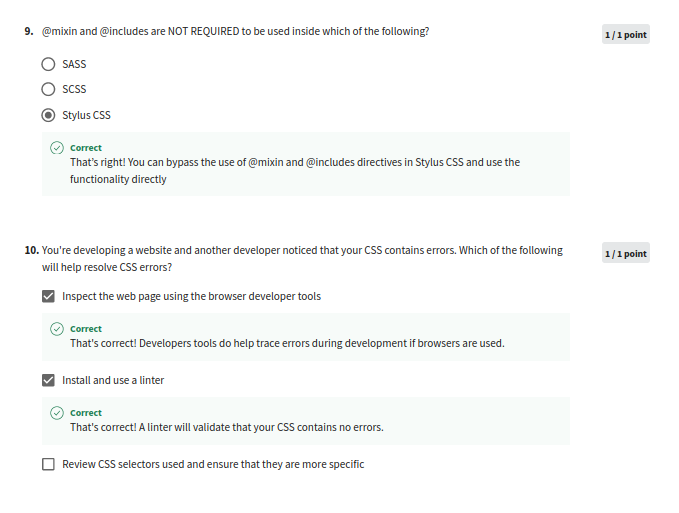 9. @mixin and @includes are NOT REQUIRED to be used inside which of the following?
1 / 1 point
SASS
SCSS
Stylus CSS
Correct
That's right! You can bypass the use of @mixin and @includes directives in Stylus CSS and use the
functionality directly
10. You're developing a website and another developer noticed that your CSS contains errors. Which of the following
will help resolve CSS errors?
1 / 1 point
Inspect the web page using the browser developer tools
Correct
That's correct! Developers tools do help trace errors during development if browsers are used.
Install and use a linter
Correct
That's correct! A linter will validate that your CSS contains no errors.
Review CSS selectors used and ensure that they are more specific